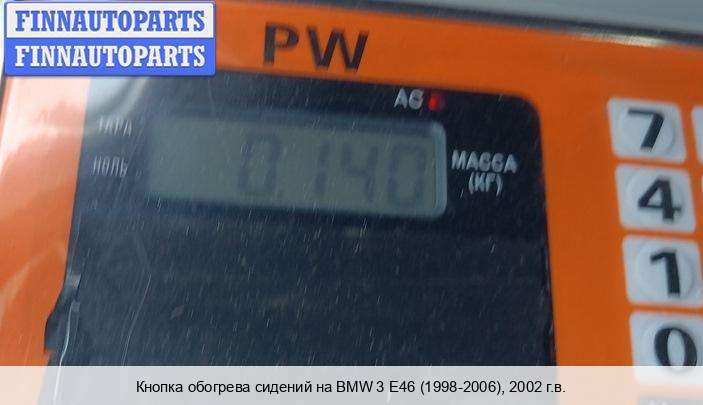 FINNAUTOPARTS
FINNAUTOPARTS
PW
AC
ТАРА
НОЛЬ
0.140
МАССА
(КГ)
7
4
1
0
Кнопка обогрева сидений на BMW 3 E46 (1998-2006), 2002 г.в.